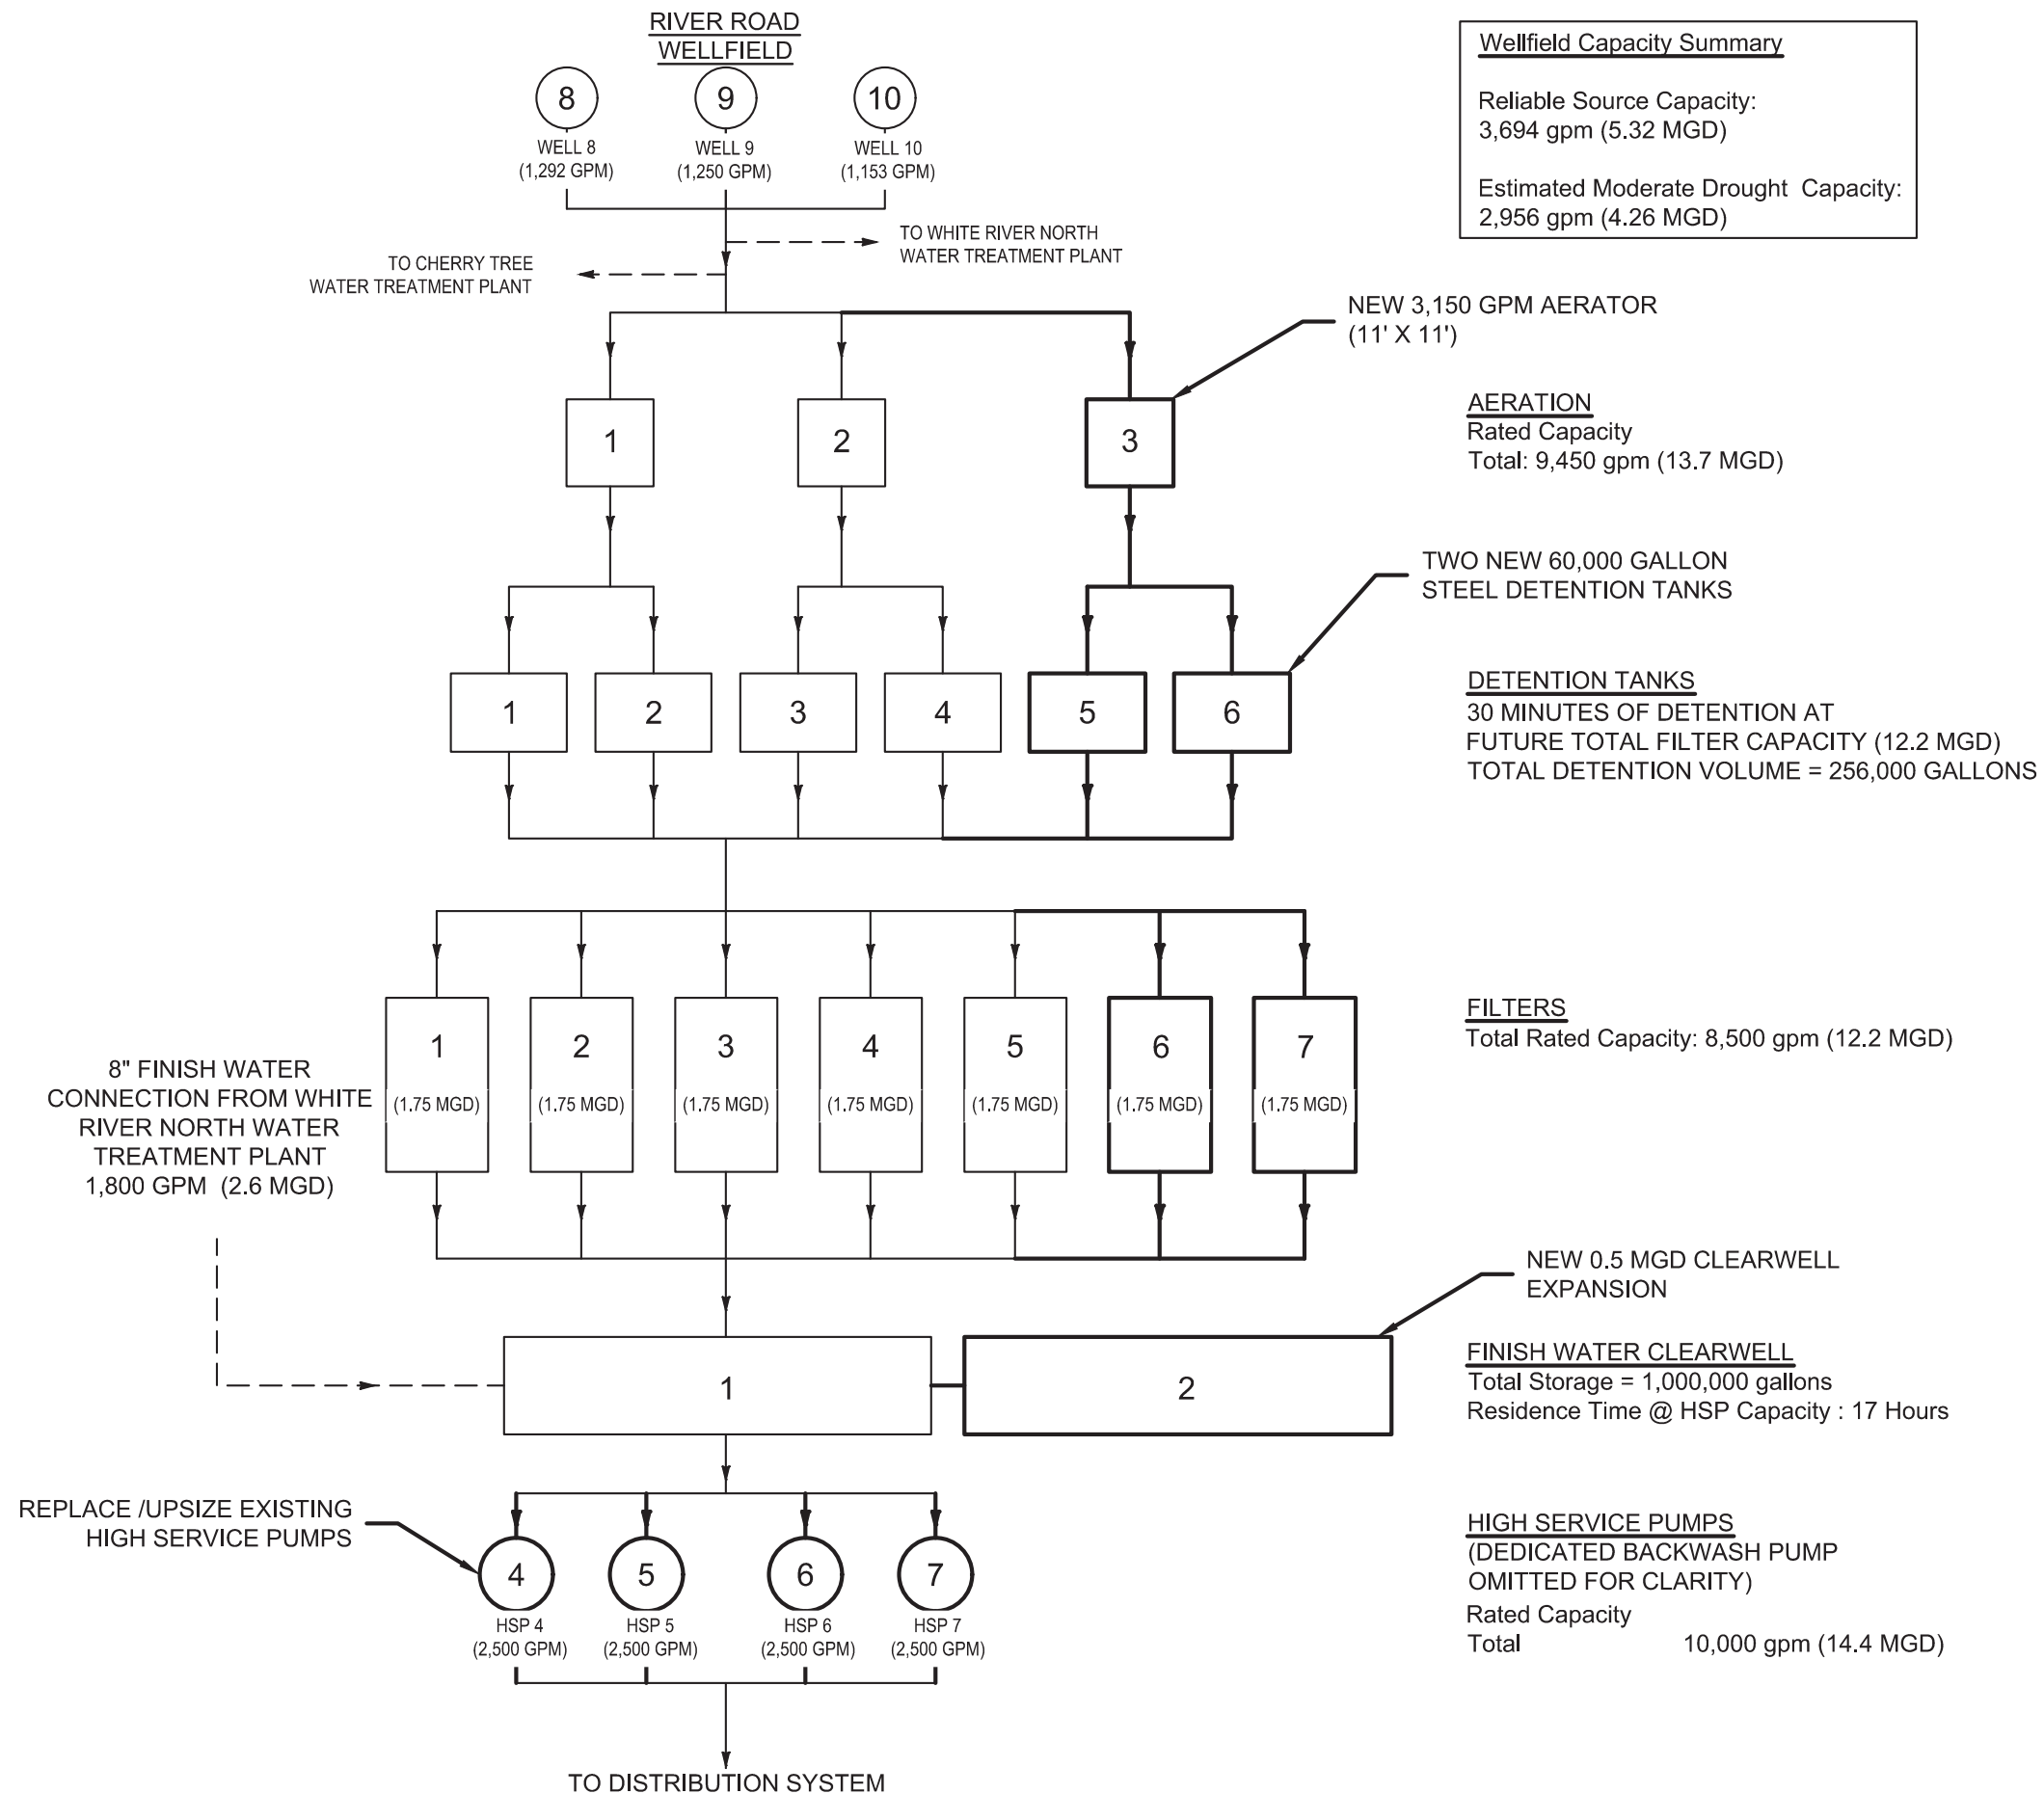 RIVER ROAD
WELLFIELD
8
9
10
WELL 8
(1,292 GPM)
WELL 9
(1,250 GPM)
WELL 10
(1,153 GPM)
Wellfield Capacity Summary
Reliable Source Capacity:
3,694 gpm (5.32 MGD)
Estimated Moderate Drought Capacity:
2,956 gpm (4.26 MGD)
TO WHITE RIVER NORTH
WATER TREATMENT PLANT
TO CHERRY TREE
WATER TREATMENT PLANT
NEW 3,150 GPM AERATOR
(11' X 11')
1
2
3
AERATION
Rated Capacity
Total: 9,450 gpm (13.7 MGD)
TWO NEW 60,000 GALLON
STEEL DETENTION TANKS
1
2
3
4
5
6
DETENTION TANKS
30 MINUTES OF DETENTION AT
FUTURE TOTAL FILTER CAPACITY (12.2 MGD)
TOTAL DETENTION VOLUME = 256,000 GALLONS
1
(1.75 MGD)
2
(1.75 MGD)
3
(1.75 MGD)
4
(1.75 MGD)
5
(1.75 MGD)
6
(1.75 MGD)
7
(1.75 MGD)
FILTERS
Total Rated Capacity: 8,500 gpm (12.2 MGD)
8" FINISH WATER
CONNECTION FROM WHITE
RIVER NORTH WATER
TREATMENT PLANT
1,800 GPM (2.6 MGD)
NEW 0.5 MGD CLEARWELL
EXPANSION
1
2
FINISH WATER CLEARWELL
Total Storage = 1,000,000 gallons
Residence Time @ HSP Capacity : 17 Hours
REPLACE /UPSIZE EXISTING
HIGH SERVICE PUMPS
4
5
6
7
HSP 4
(2,500 GPM)
HSP 5
(2,500 GPM)
HSP 6
(2,500 GPM)
HSP 7
(2,500 GPM)
HIGH SERVICE PUMPS
(DEDICATED BACKWASH PUMP
OMITTED FOR CLARITY)
Rated Capacity
Total 10,000 gpm (14.4 MGD)
TO DISTRIBUTION SYSTEM